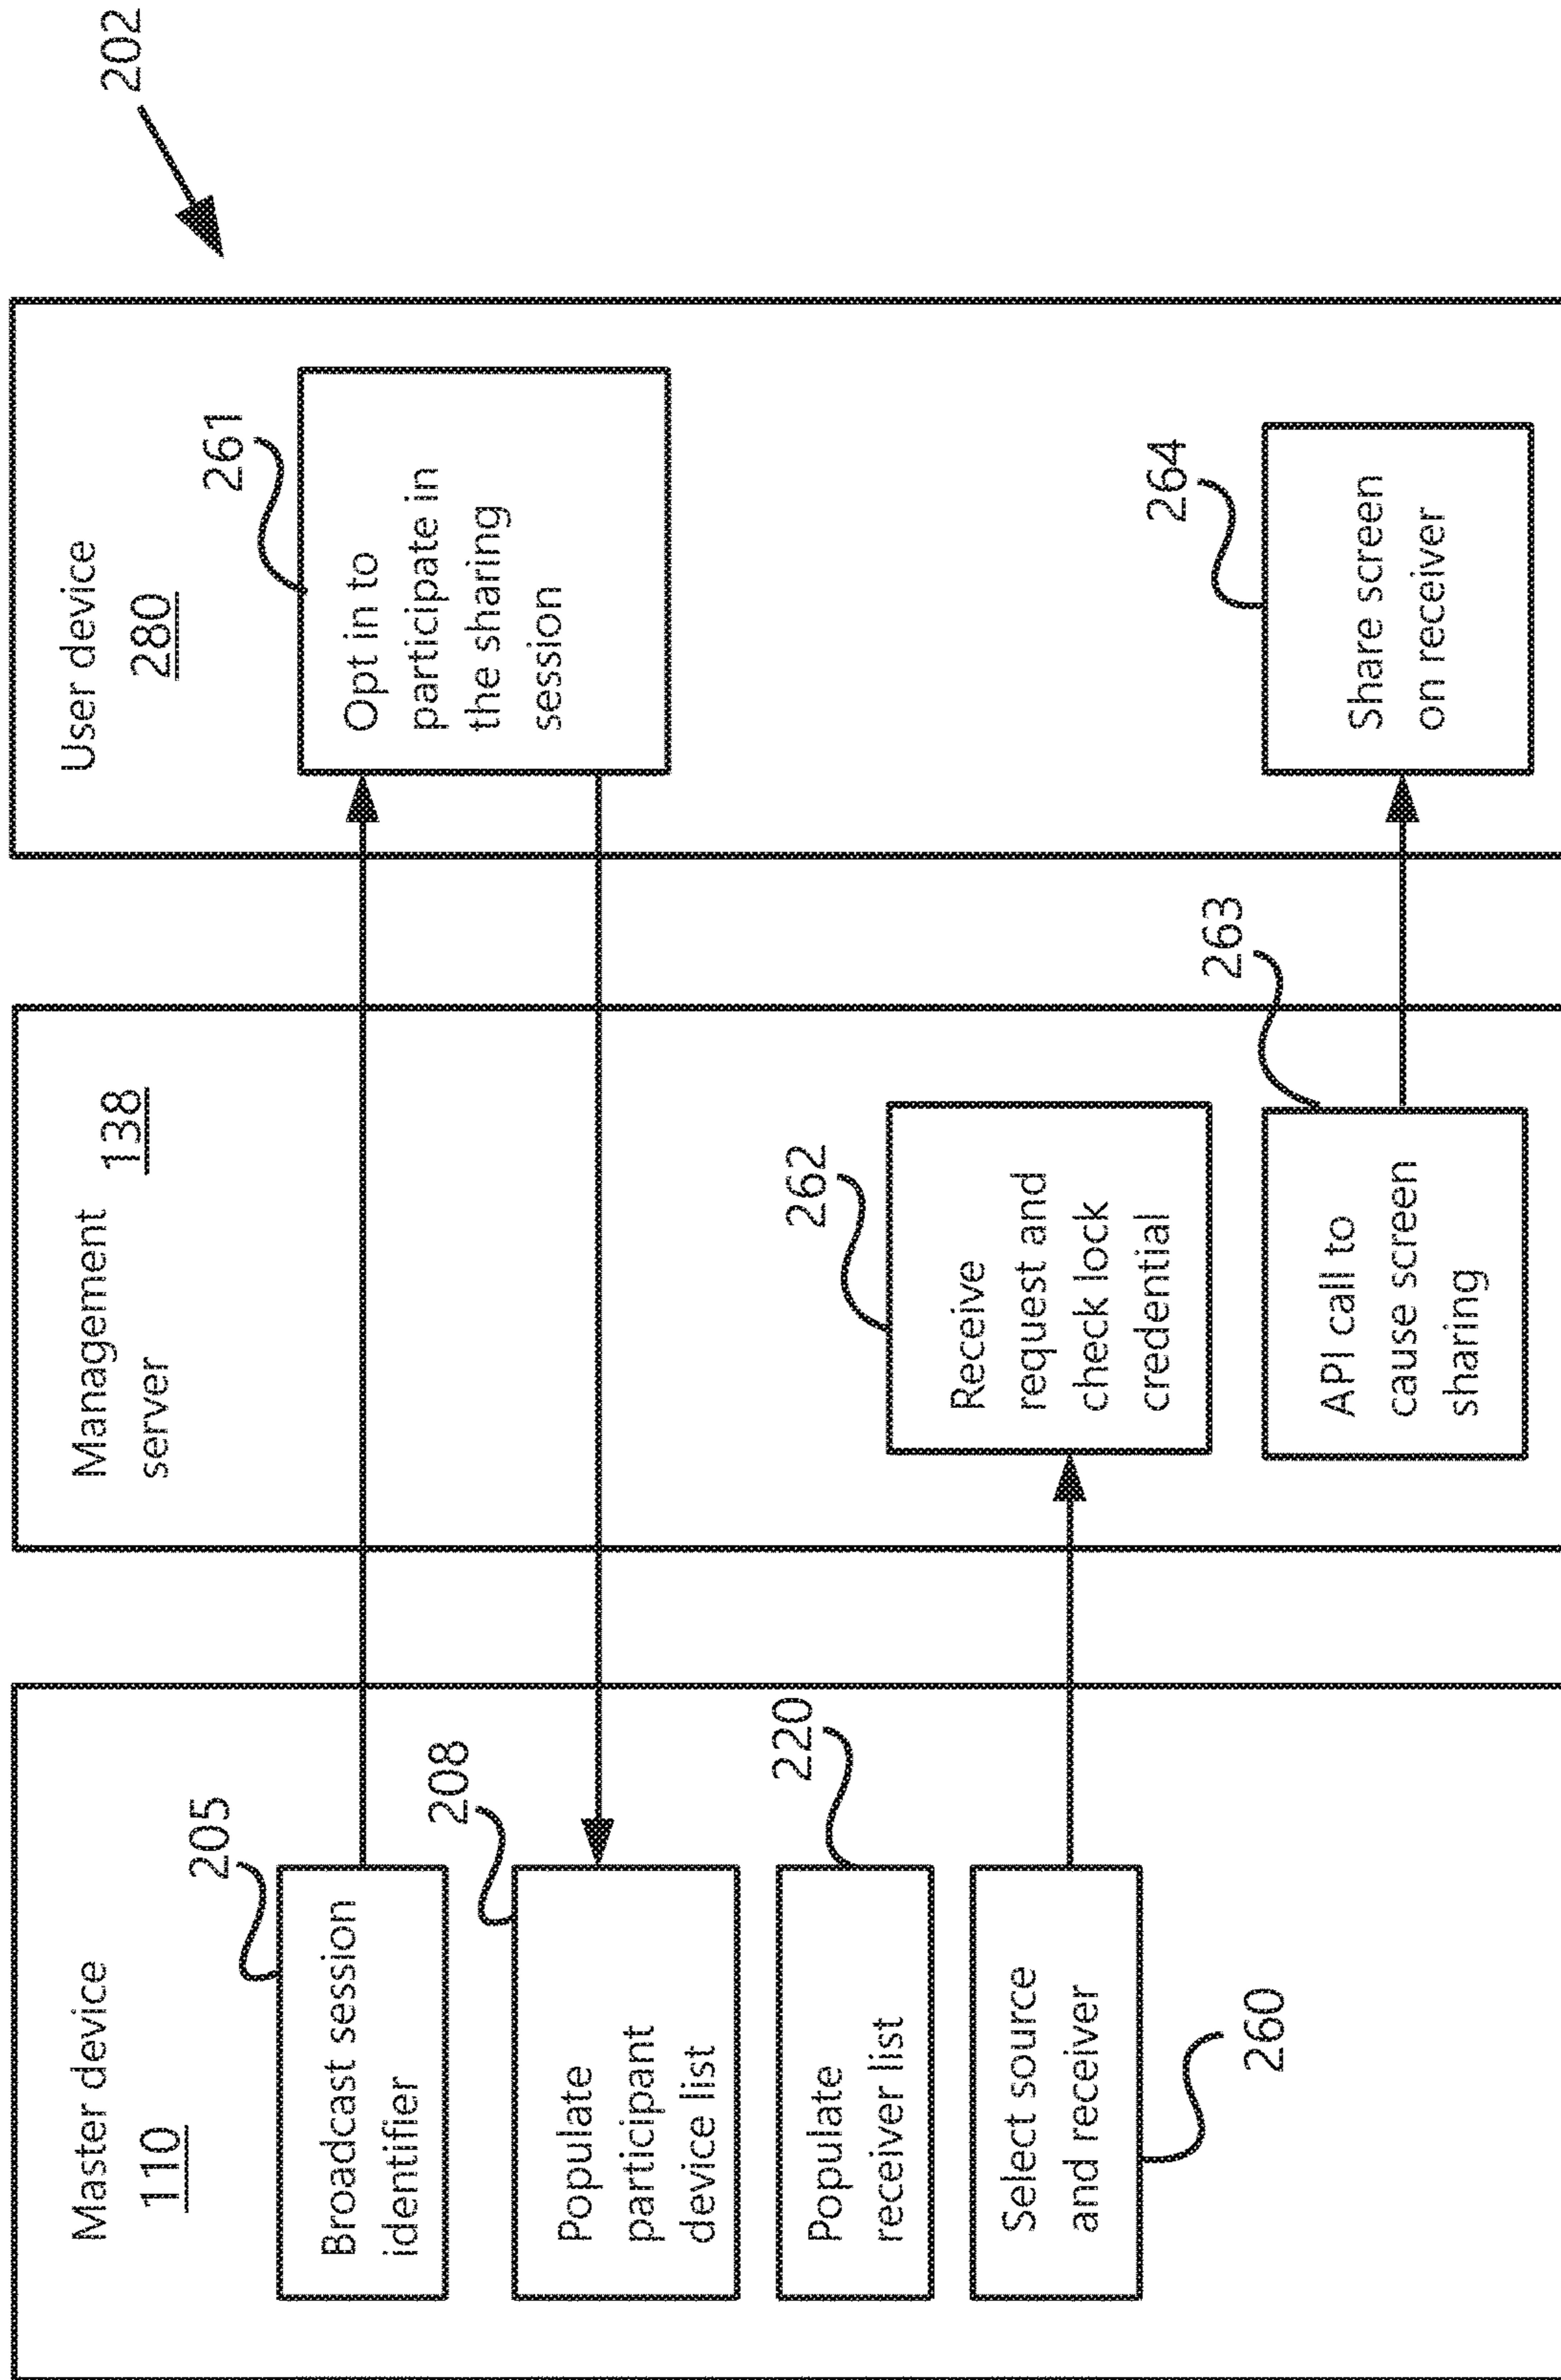 202
Master device
110
205
Broadcast session
identifier
208
Populate
participant
device list
220
Populate
receiver list
Select source
and receiver
260
Management
server
138
262
Receive
request and
check lock
credential
263
API call to
cause screen
sharing
User device
280
261
Opt in to
participate in
the sharing
session
264
Share screen
on receiver